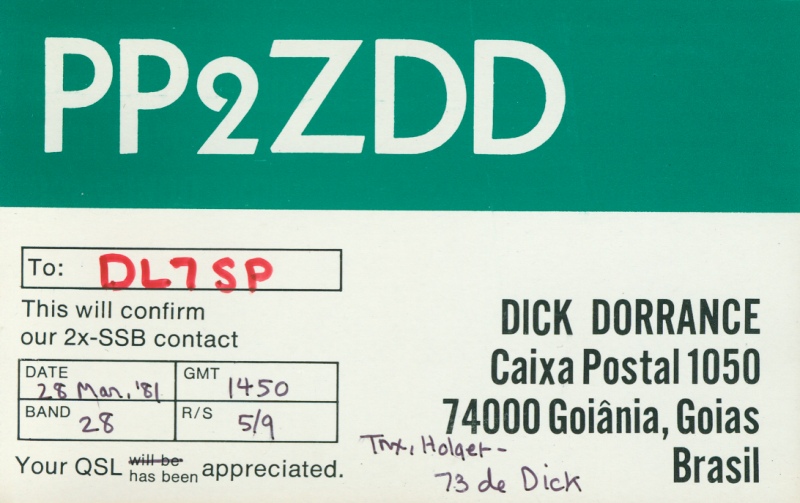 PP2ZDD
To: DL7SP
This will confirm
our 2x-SSB contact
DATE 28 Mar, '81 GMT 1450
BAND 28 R/S 5/9
Your QSL will be has been appreciated.
DICK DORRANCE
Caixa Postal 1050
74000 Goiânia, Goias
Brasil
Tnx, Holger-
73 de Dick